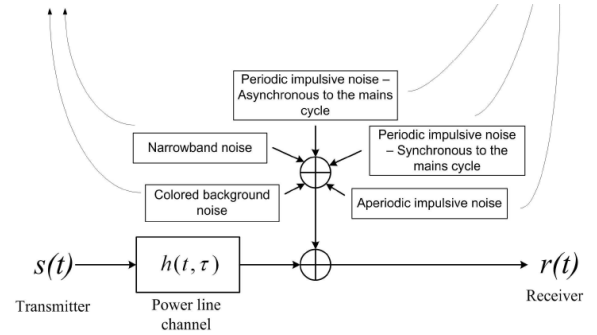 Periodic impulsive noise –
Asynchronous to the mains
cycle
Narrowband noise
Periodic impulsive noise
– Synchronous to the
mains cycle
Colored background
noise
Aperiodic impulsive noise
s(t)
h(t, τ)
r(t)
Transmitter
Power line
channel
Receiver